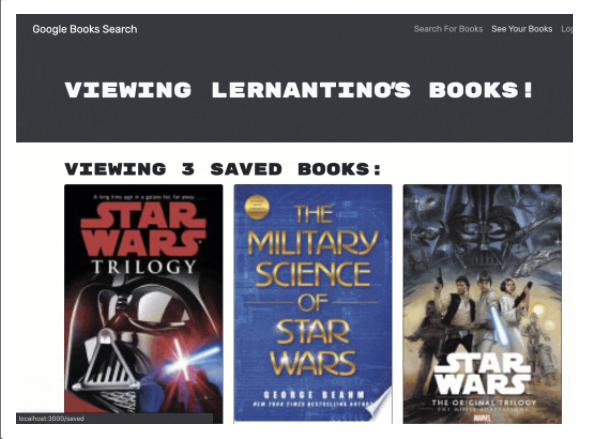 Google Books Search
Search For Books See Your Books Log
VIEWING LERNANTINO'S BOOKS!
VIEWING 3 SAVED BOOKS:
A long time ago in a galaxy far, far away...
STAR
WARS
TRILOGY
THE
MILITARY
SCIENCE
OF
STAR
WARS
GEORGE BEAHM
NEW YORK TIMES BESTSELLING
STAR
WARS
THE ORIGINAL TRILOGY
MARVEL
localhost:3000/saved